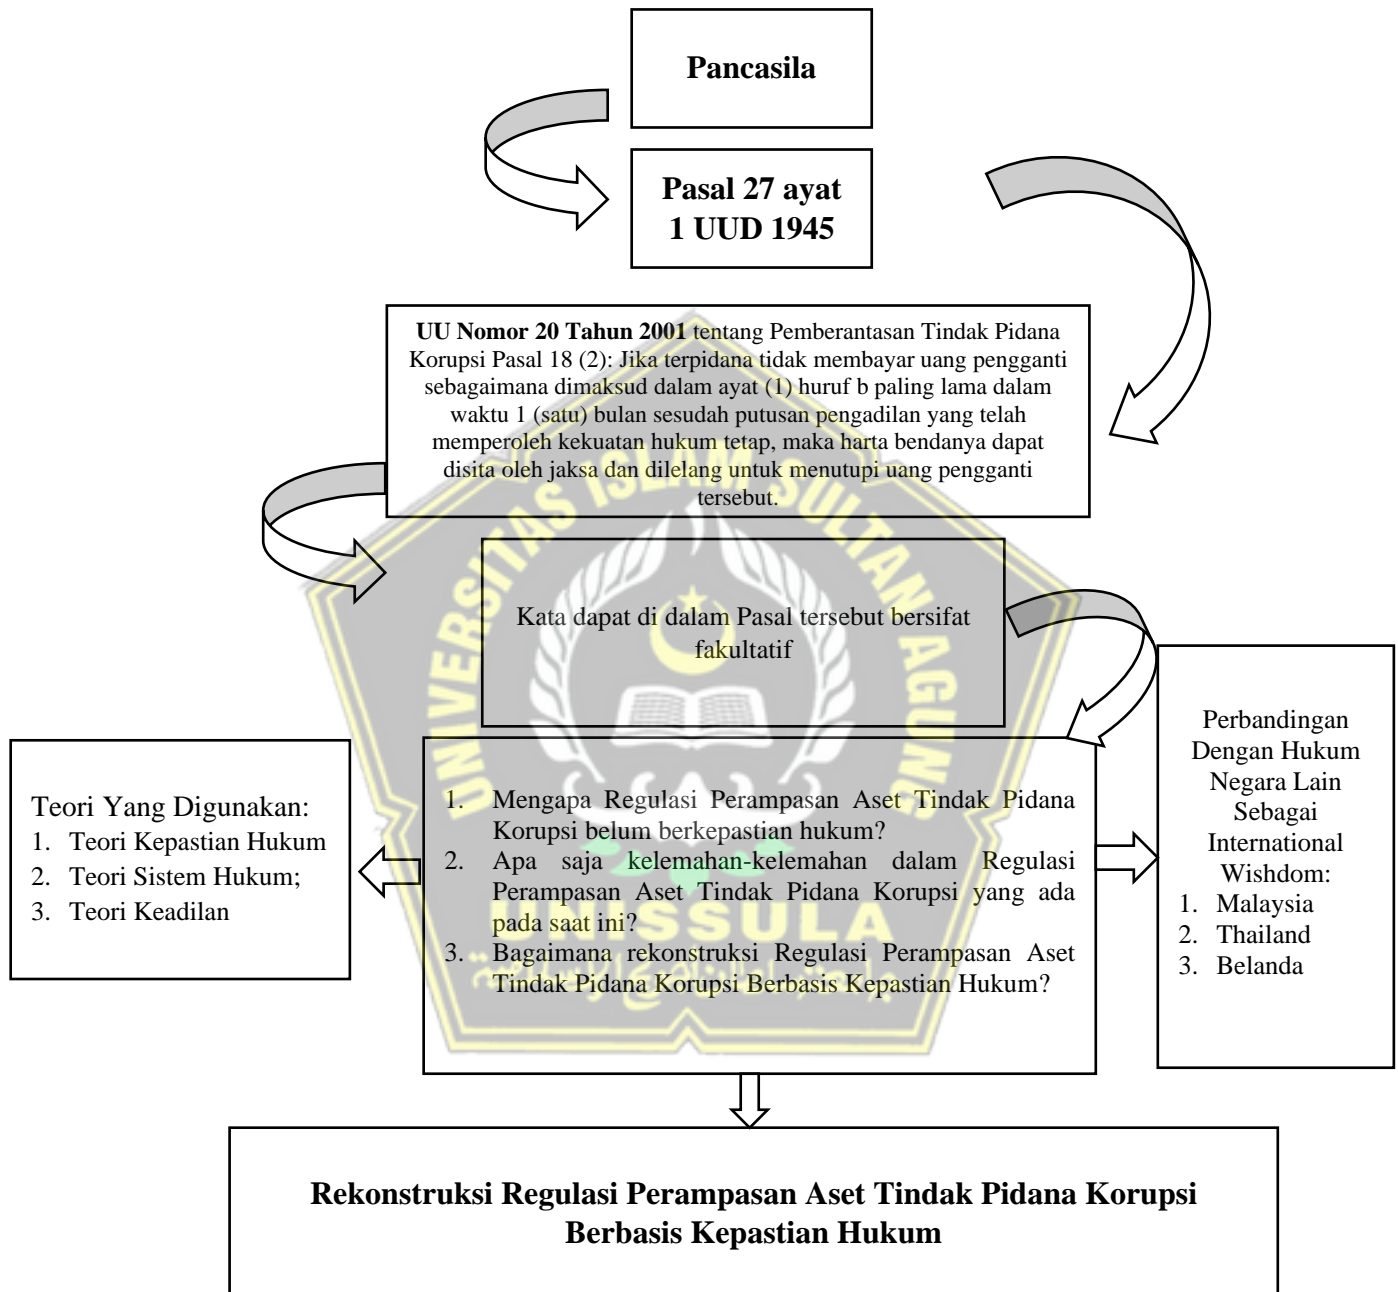 Pancasila
Pasal 27 ayat
1 UUD 1945
UU Nomor 20 Tahun 2001 tentang Pemberantasan Tindak Pidana
Korupsi Pasal 18 (2): Jika terpidana tidak membayar uang pengganti
sebagaimana dimaksud dalam ayat (1) huruf b paling lama dalam
waktu 1 (satu) bulan sesudah putusan pengadilan yang telah
memperoleh kekuatan hukum tetap, maka harta bendanya dapat
disita oleh jaksa dan dilelang untuk menutupi uang pengganti
tersebut.
Kata dapat di dalam Pasal tersebut bersifat
fakultatif
Teori Yang Digunakan:
1. Teori Kepastian Hukum
2. Teori Sistem Hukum;
3. Teori Keadilan
1. Mengapa Regulasi Perampasan Aset Tindak Pidana
Korupsi belum berkepastian hukum?
2. Apa saja kelemahan-kelemahan dalam Regulasi
Perampasan Aset Tindak Pidana Korupsi yang ada
pada saat ini?
3. Bagaimana rekonstruksi Regulasi Perampasan Aset
Tindak Pidana Korupsi Berbasis Kepastian Hukum?
Perbandingan
Dengan Hukum
Negara Lain
Sebagai
International
Wishdom:
1. Malaysia
2. Thailand
3. Belanda
Rekonstruksi Regulasi Perampasan Aset Tindak Pidana Korupsi
Berbasis Kepastian Hukum
UNIVERSITAS ISLAM SULTAN AGUNG
UNISSULA